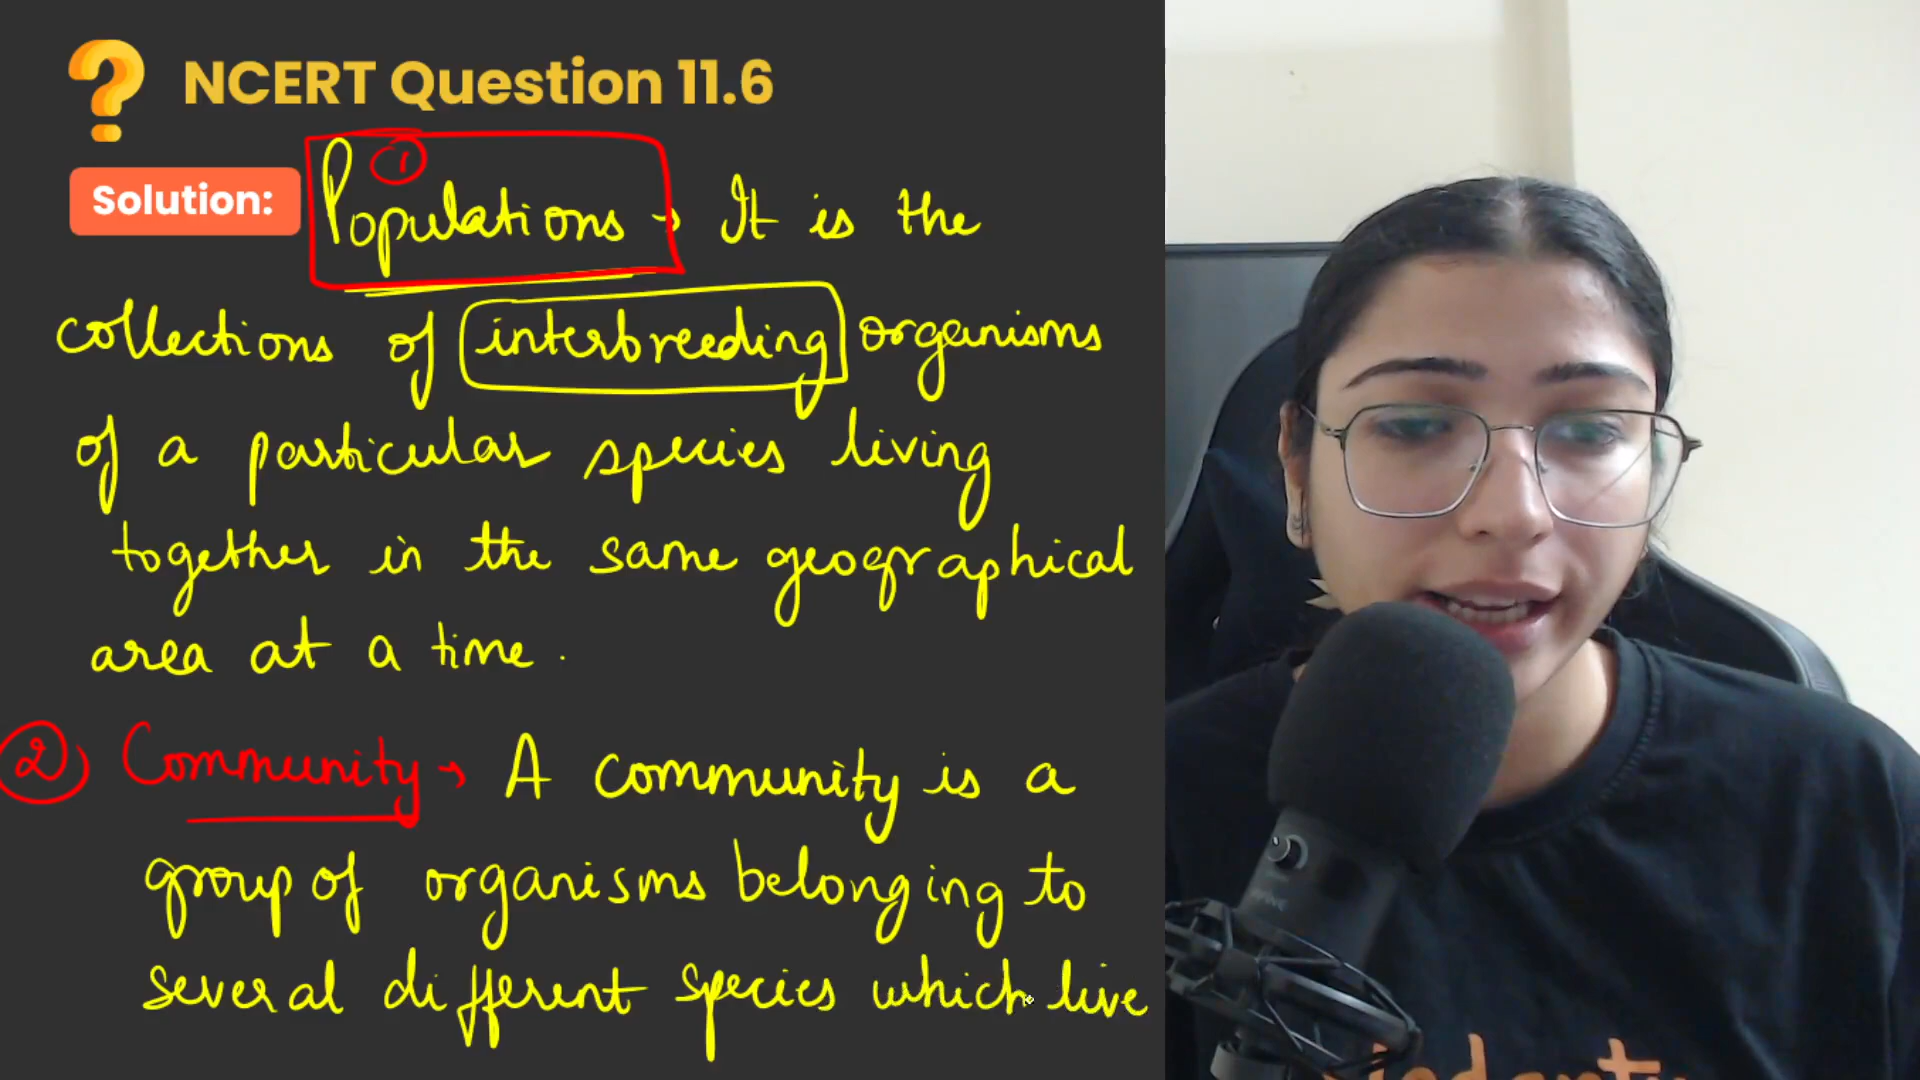 NCERT Question 11.6
Solution: ① Populations → It is the
collections of interbreeding organisms
of a particular species living
together in the same geographical
area at a time.
② Community → A community is a
group of organisms belonging to
several different species which live